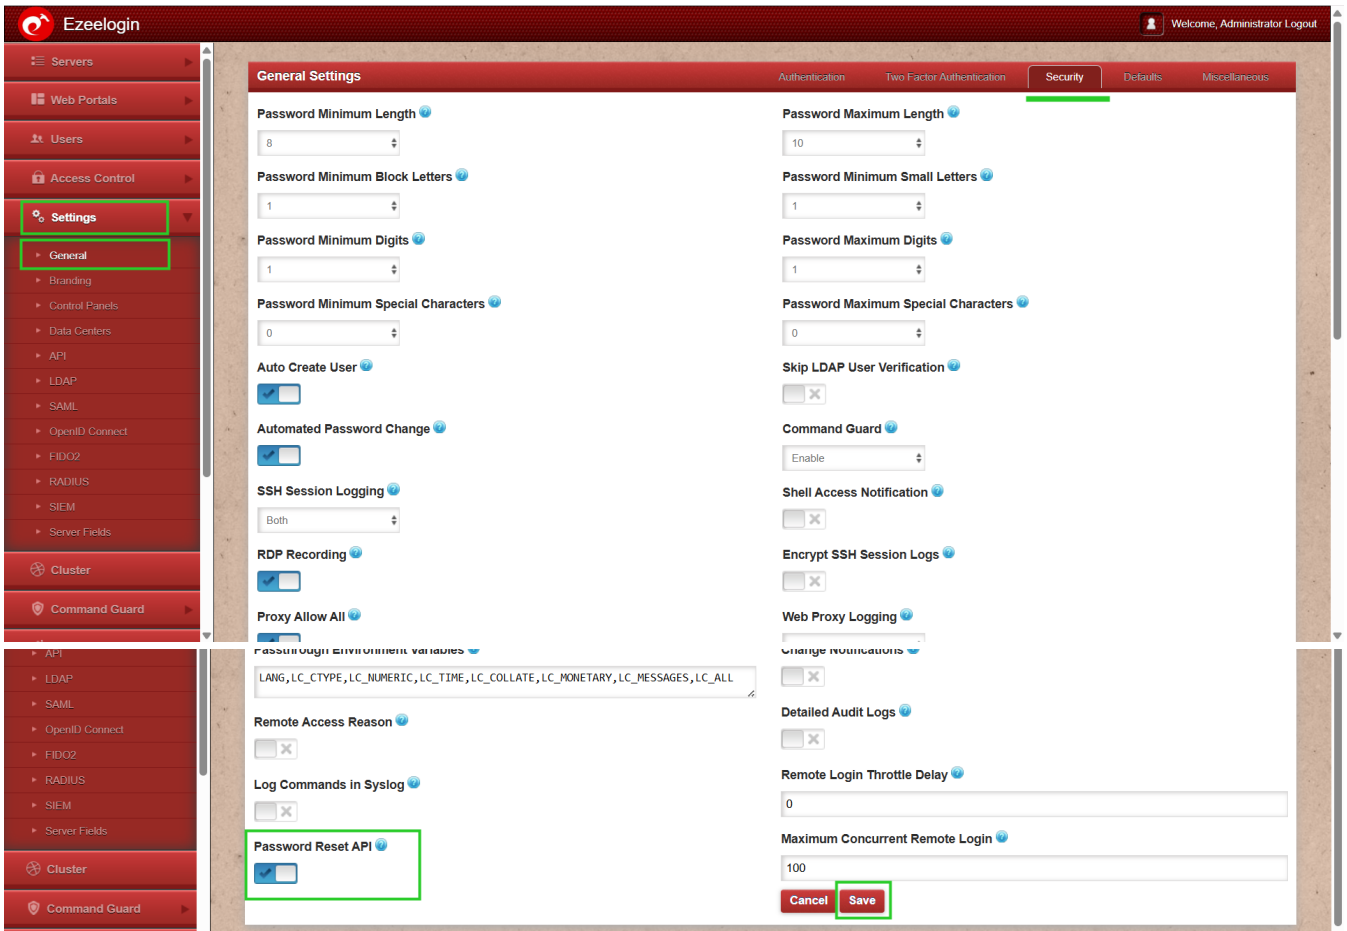 Ezeelogin
Welcome, Administrator Logout
Servers
Web Portals
Users
Access Control
Settings
General
Branding
Control Panels
Data Centers
API
LDAP
SAML
OpenID Connect
FIDO2
RADIUS
SIEM
Server Fields
Cluster
Command Guard
General Settings
Authentication
Two Factor Authentication
Security
Defaults
Miscellaneous
Password Minimum Length
8
Password Maximum Length
10
Password Minimum Block Letters
1
Password Minimum Small Letters
1
Password Minimum Digits
1
Password Maximum Digits
1
Password Minimum Special Characters
0
Password Maximum Special Characters
0
Auto Create User
Skip LDAP User Verification
Automated Password Change
Command Guard
Enable
SSH Session Logging
Both
Shell Access Notification
RDP Recording
Encrypt SSH Session Logs
Proxy Allow All
Web Proxy Logging
API
LDAP
SAML
OpenID Connect
FIDO2
RADIUS
SIEM
Server Fields
Cluster
Command Guard
Passthrough Environment Variables
LANG,LC_CTYPE,LC_NUMERIC,LC_TIME,LC_COLLATE,LC_MONETARY,LC_MESSAGES,LC_ALL
Change Notifications
Remote Access Reason
Detailed Audit Logs
Log Commands in Syslog
Remote Login Throttle Delay
0
Password Reset API
Maximum Concurrent Remote Login
100
Cancel
Save